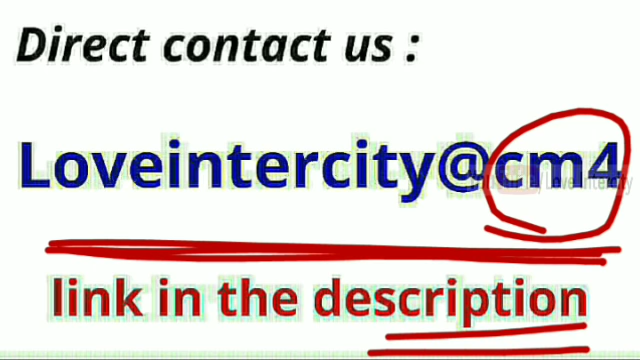 Direct contact us :
Loveintercity@cm4
link in the description